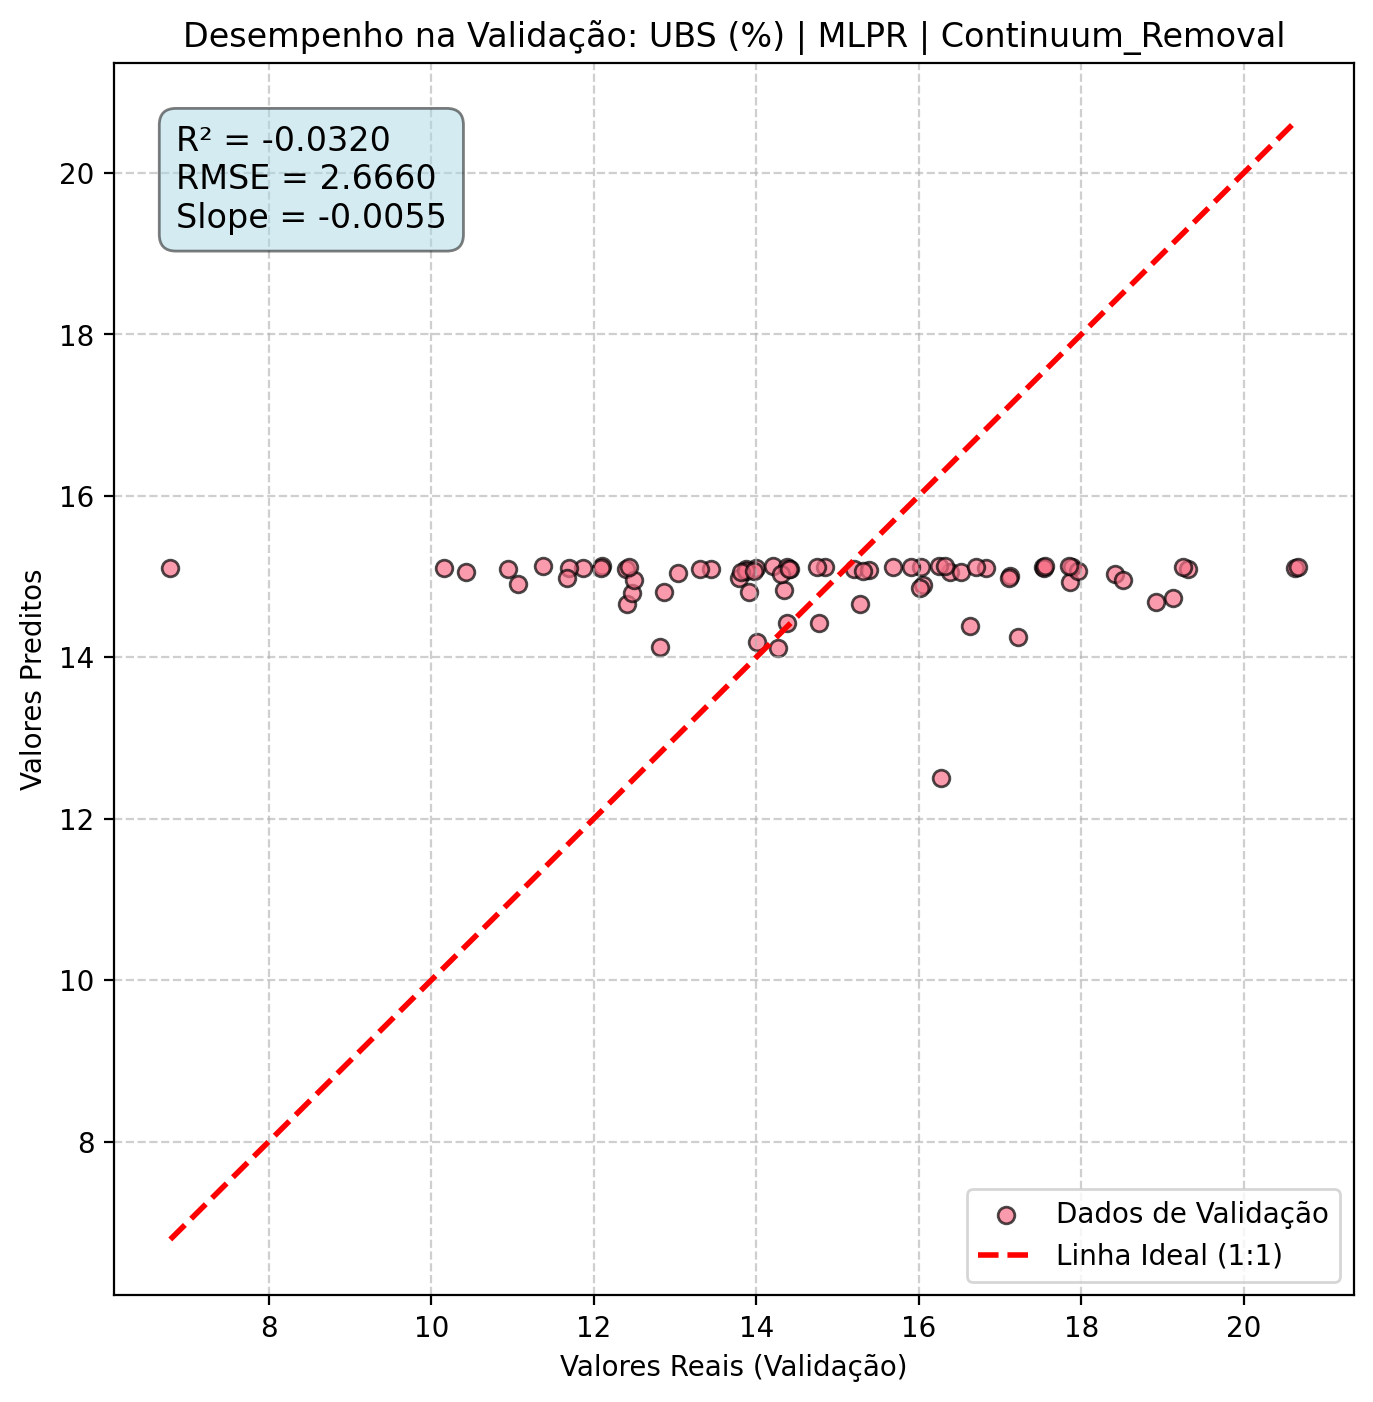 Desempenho na Validação: UBS (%) | MLPR | Continuum_Removal
R² = -0.0320
RMSE = 2.6660
Slope = -0.0055
20
18
16
14
12
10
8
Valores Preditos
Dados de Validação
Linha Ideal (1:1)
8 10 12 14 16 18 20
Valores Reais (Validação)